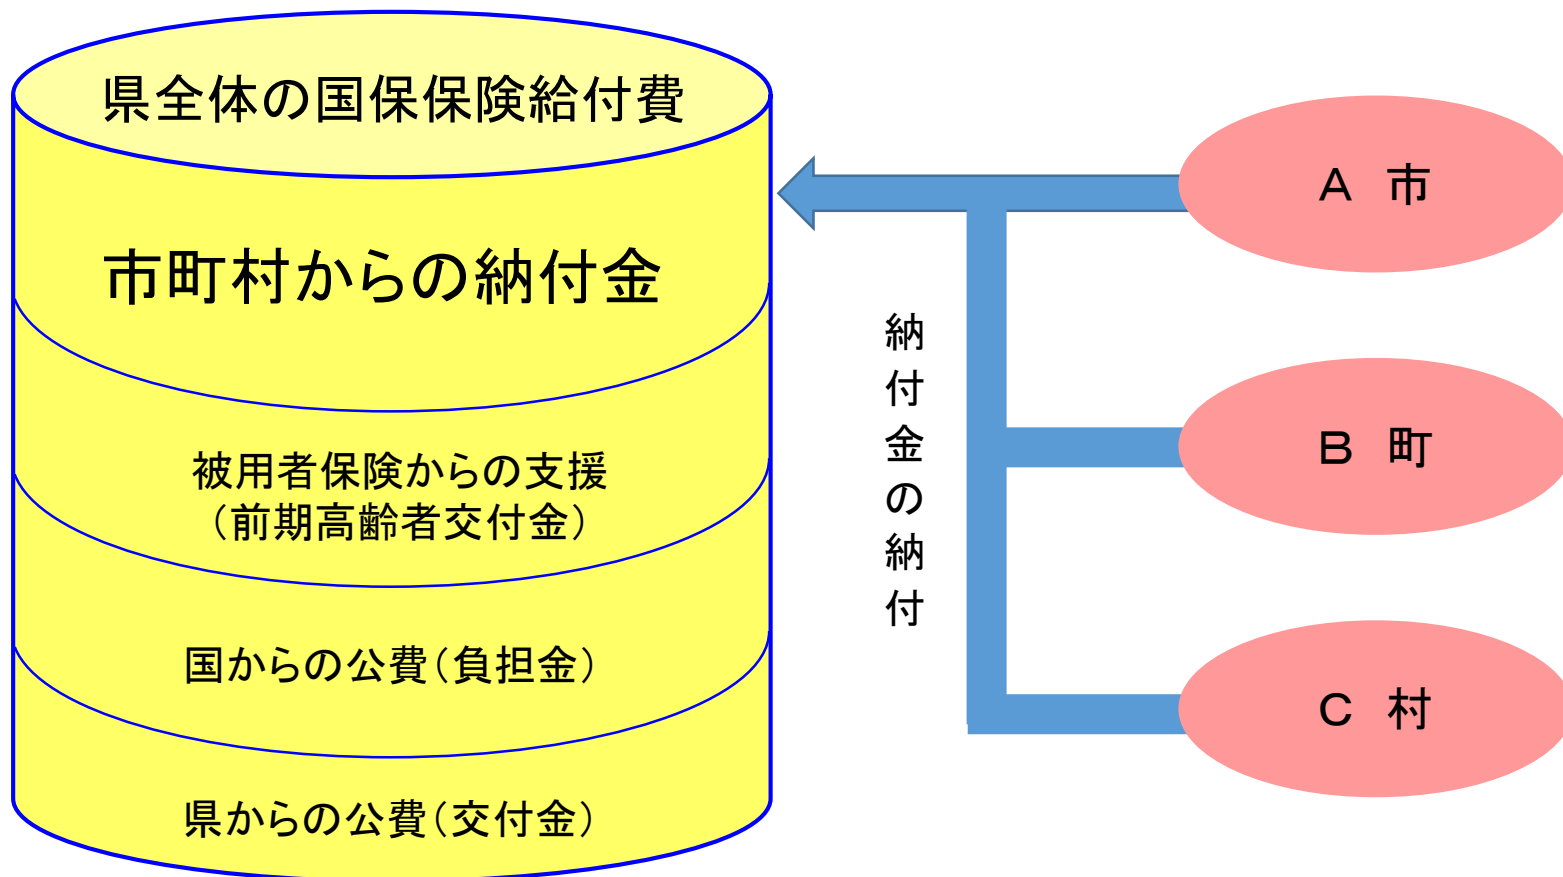 県全体の国保保険給付費
市町村からの納付金
被用者保険からの支援
（前期高齢者交付金）
国からの公費（負担金）
県からの公費（交付金）
納付金の納付
Ａ　市
Ｂ　町
Ｃ　村